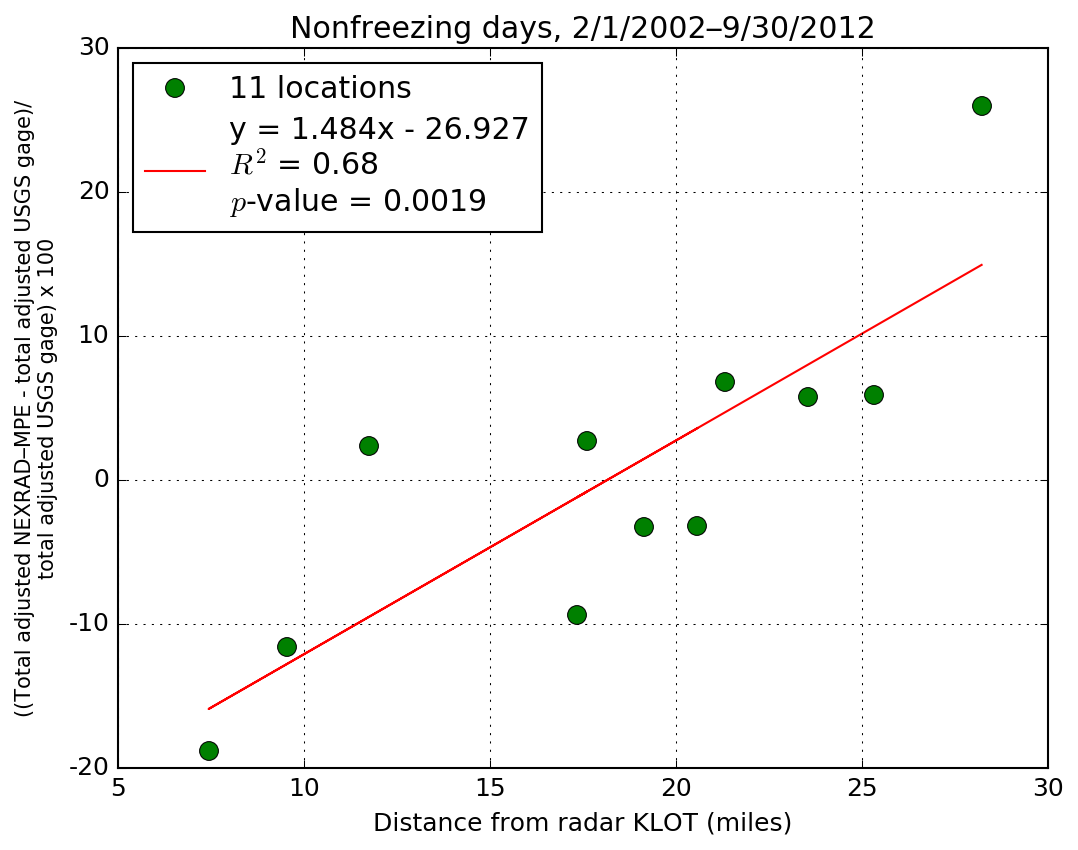 Nonfreezing days, 2/1/2002–9/30/2012
11 locations
y = 1.484x - 26.927
R² = 0.68
p-value = 0.0019
((Total adjusted NEXRAD–MPE - total adjusted USGS gage)/
total adjusted USGS gage) x 100
30
20
10
0
-10
-20
5 10 15 20 25 30
Distance from radar KLOT (miles)